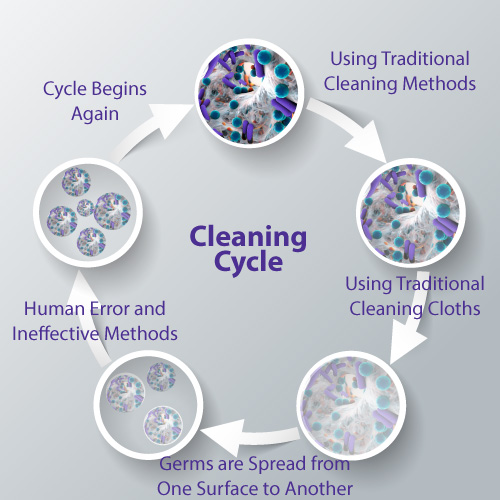 Using Traditional
Cleaning Methods
Cycle Begins
Again
Cleaning
Cycle
Using Traditional
Cleaning Cloths
Human Error and
Ineffective Methods
Germs are Spread from
One Surface to Another